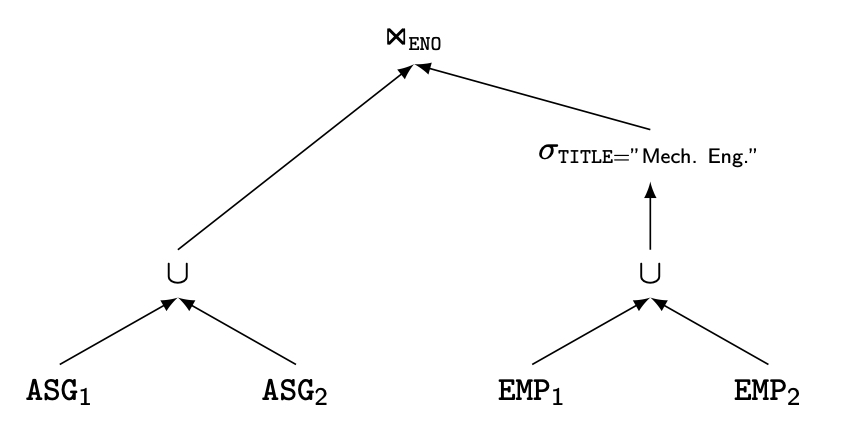 ⋈ENO
σTITLE="Mech. Eng."
∪ ∪
ASG1 ASG2 EMP1 EMP2